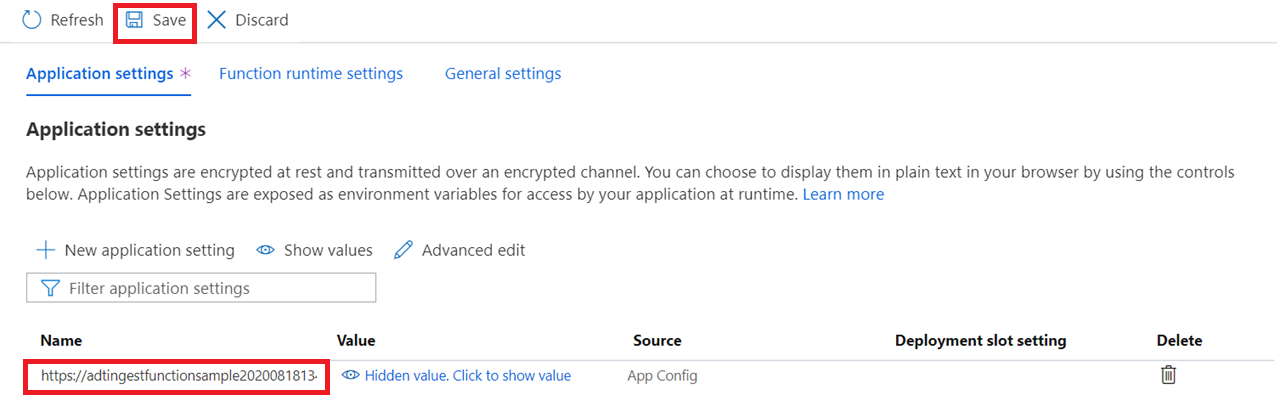 Refresh Save Discard
Application settings * Function runtime settings General settings
Application settings
Application settings are encrypted at rest and transmitted over an encrypted channel. You can choose to display them in plain text in your browser by using the controls
below. Application Settings are exposed as environment variables for access by your application at runtime. Learn more
New application setting Show values Advanced edit
Filter application settings
Name Value Source Deployment slot setting Delete
https://adtingestfunctionsample2020081813 Hidden value. Click to show value App Config